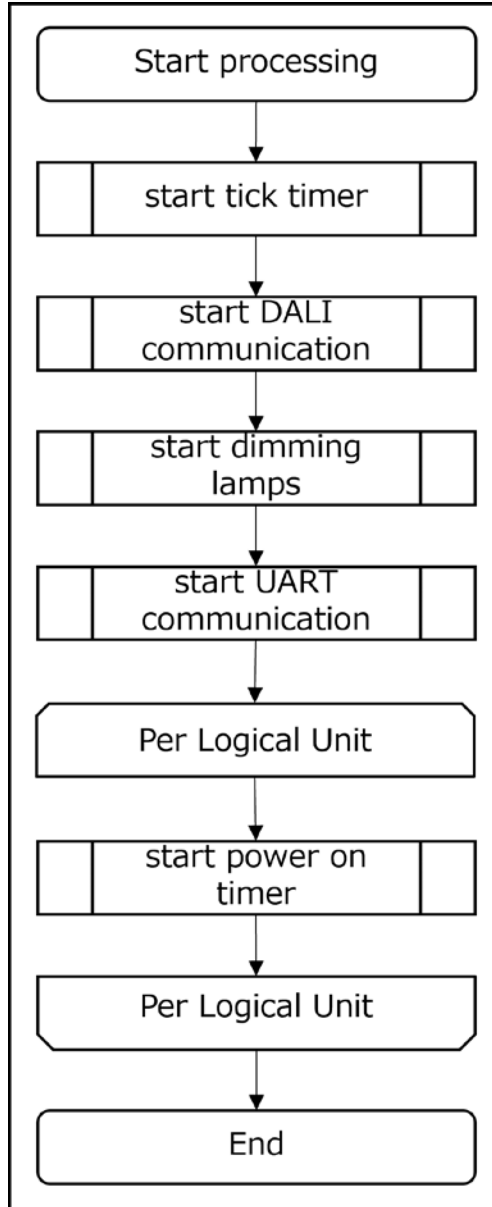 Start processing
start tick timer
start DALI
communication
start dimming
lamps
start UART
communication
Per Logical Unit
start power on
timer
Per Logical Unit
End